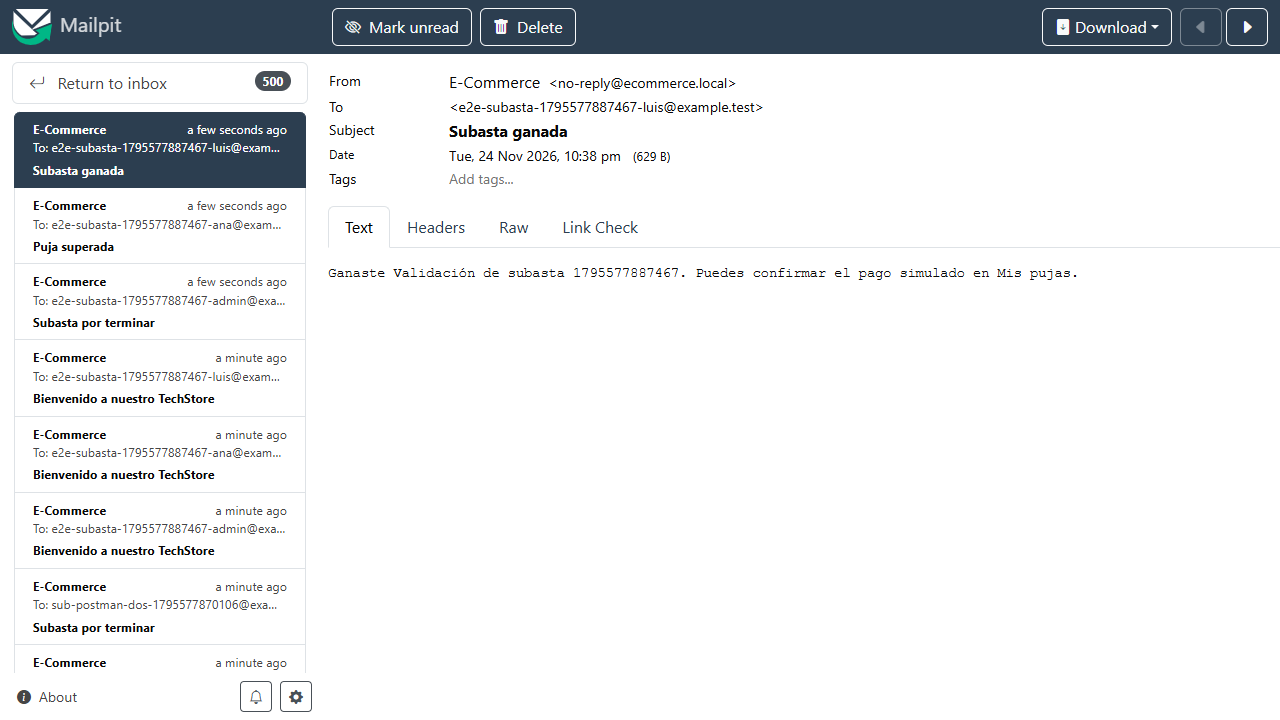 Mailpit
Mark unread
Delete
Download
Return to inbox
500
E-Commerce a few seconds ago
To: e2e-subasta-1795577887467-luis@exam...
Subasta ganada
E-Commerce a few seconds ago
To: e2e-subasta-1795577887467-ana@exam...
Puja superada
E-Commerce a few seconds ago
To: e2e-subasta-1795577887467-admin@exa...
Subasta por terminar
E-Commerce a minute ago
To: e2e-subasta-1795577887467-luis@exam...
Bienvenido a nuestro TechStore
E-Commerce a minute ago
To: e2e-subasta-1795577887467-ana@exam...
Bienvenido a nuestro TechStore
E-Commerce a minute ago
To: e2e-subasta-1795577887467-admin@exa...
Bienvenido a nuestro TechStore
E-Commerce a minute ago
To: sub-postman-dos-1795577870106@exa...
Subasta por terminar
E-Commerce a minute ago
About
From E-Commerce <no-reply@ecommerce.local>
To <e2e-subasta-1795577887467-luis@example.test>
Subject Subasta ganada
Date Tue, 24 Nov 2026, 10:38 pm (629 B)
Tags Add tags...
Text Headers Raw Link Check
Ganaste Validación de subasta 1795577887467. Puedes confirmar el pago simulado en Mis pujas.